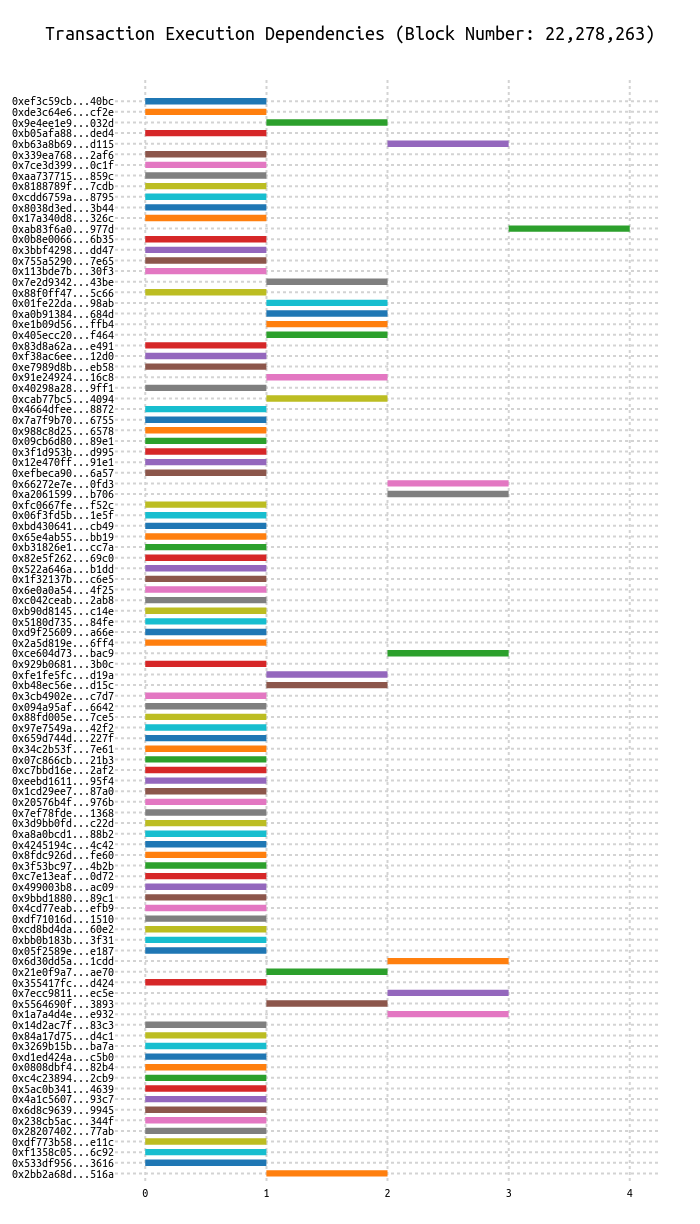 Transaction Execution Dependencies (Block Number: 22,278,263)
0xef3c59cb...40bc
0xde3c64e6...cf2e
0x9e4ee1e9...032d
0xb05afa88...ded4
0xb63a8b69...d115
0x339ea768...2af6
0x7ce3d399...0c1f
0xaa737715...859c
0x8188789f...7cdb
0xcdd6759a...8795
0x8038d3ed...3b44
0x17a340d8...326c
0xab83f6a0...977d
0x0b8e0066...6b35
0x3bbf4298...dd47
0x755a5290...7e65
0x113bde7b...30f3
0x7e2d9342...43be
0x88f0ff47...5c66
0x01fe22da...98ab
0xa0b91384...684d
0xe1b09d56...ffb4
0x405ecc20...f464
0x83d8a62a...e491
0xf38ac6ee...12d0
0xe7989d8b...eb58
0x91e24924...16c8
0x40298a28...9ff1
0xcab77bc5...4094
0x4664dfee...8872
0x7a7f9b70...6755
0x988c8d25...6578
0x09cb6d80...89e1
0x3f1d953b...d995
0x12e470ff...91e1
0xefbeca90...6a57
0x66272e7e...0fd3
0xa2061599...b706
0xfc0667fe...f52c
0x06f3fd5b...1e5f
0xbd430641...cb49
0x65e4ab55...bb19
0xb31826e1...cc7a
0x82e5f262...69c0
0x522a646a...b1dd
0x1f32137b...c6e5
0x6e0a0a54...4f25
0xc042ceab...2ab8
0xb90d8145...c14e
0x5180d735...84fe
0xd9f25609...a66e
0x2a5d819e...6ff4
0xce604d73...bac9
0x929b0681...3b0c
0xfe1fe5fc...d19a
0xb48ec56e...d15c
0x3cb4902e...c7d7
0x094a95af...6642
0x88fd005e...7ce5
0x97e7549a...42f2
0x659d744d...227f
0x34c2b53f...7e61
0x07c866cb...21b3
0xc7bbd16e...2af2
0xeebd1611...95f4
0x1cd29ee7...87a0
0x20576b4f...976b
0x7ef78fde...1368
0x3d9bb0fd...c22d
0xa8a0bcd1...88b2
0x4245194c...4c42
0x8fdc926d...fe60
0x3f53bc97...4b2b
0xc7e13eaf...0d72
0x499003b8...ac09
0x9bbd1880...89c1
0x4cd77eab...efb9
0xdf71016d...1510
0xcd8bd4da...60e2
0xbb0b183b...3f31
0x05f2589e...e187
0x6d30dd5a...1cdd
0x21e0f9a7...ae70
0x355417fc...d424
0x7ecc9811...ec5e
0x5564690f...3893
0x1a7a4d4e...e932
0x14d2ac7f...83c3
0x84a17d75...d4c1
0x3269b15b...ba7a
0xd1ed424a...c5b0
0x0808dbf4...82b4
0xc4c23894...2cb9
0x5ac0b341...4639
0x4a1c5607...93c7
0x6d8c9639...9945
0x238cb5ac...344f
0x28207402...77ab
0xdf773b58...e11c
0xf1358c05...6c92
0x533df956...3616
0x2bb2a68d...516a
0 1 2 3 4